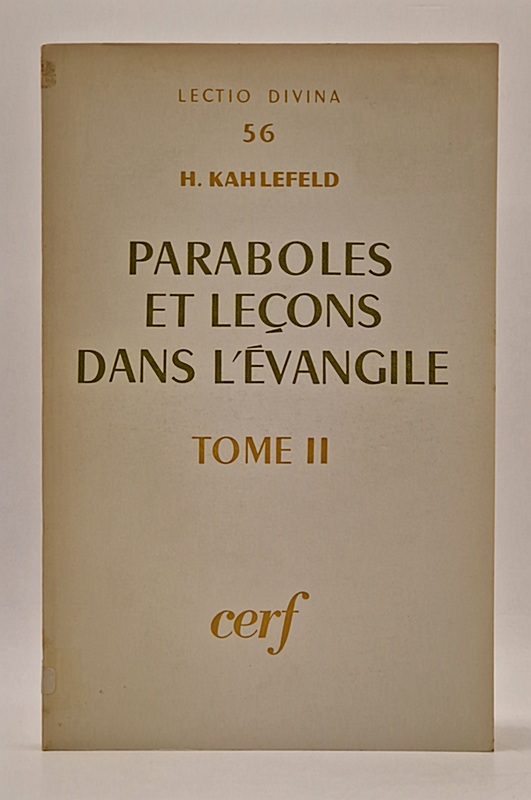 LECTIO DIVINA
56
H. KAHLEFELD
PARABOLES
ET LEÇONS
DANS L'ÉVANGILE
TOME II
cerf